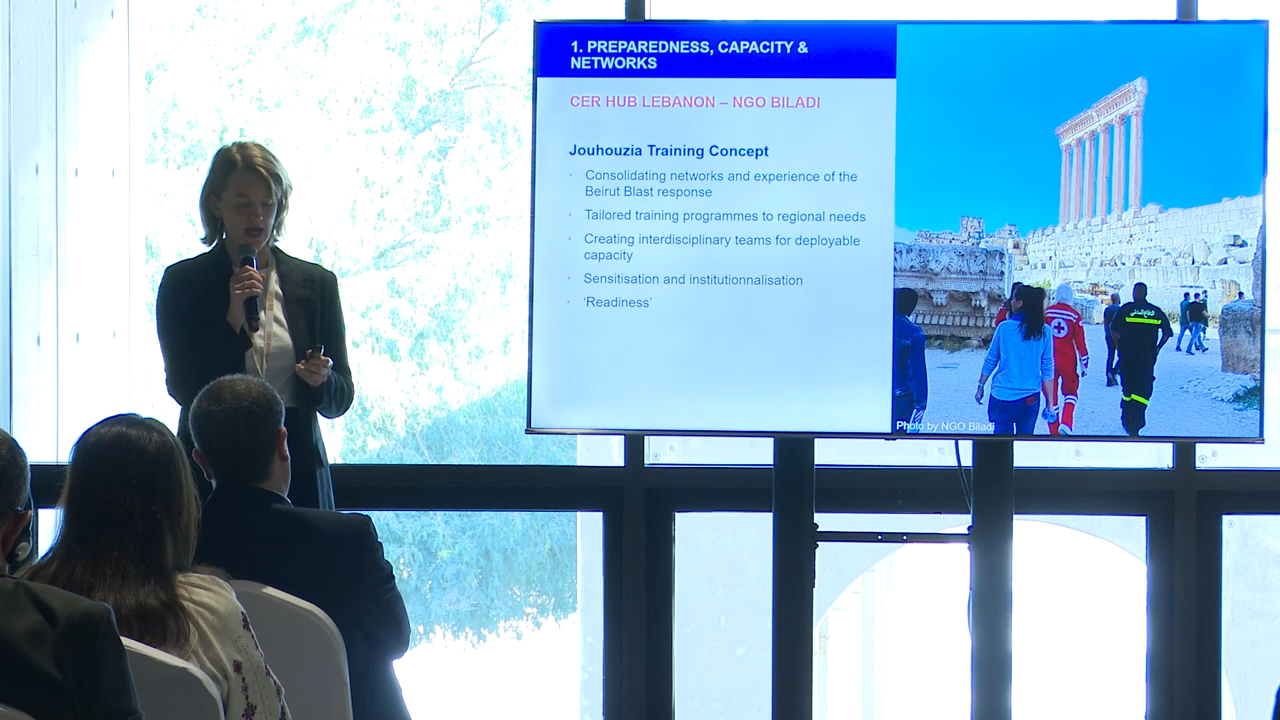 1. PREPAREDNESS, CAPACITY &
NETWORKS
CER HUB LEBANON – NGO BILADI
Jouhouzia Training Concept
• Consolidating networks and experience of the
Beirut Blast response
• Tailored training programmes to regional needs
• Creating interdisciplinary teams for deployable
capacity
• Sensitisation and institutionnalisation
• ‘Readiness’
الدفاع المدني
Photo by NGO Biladi